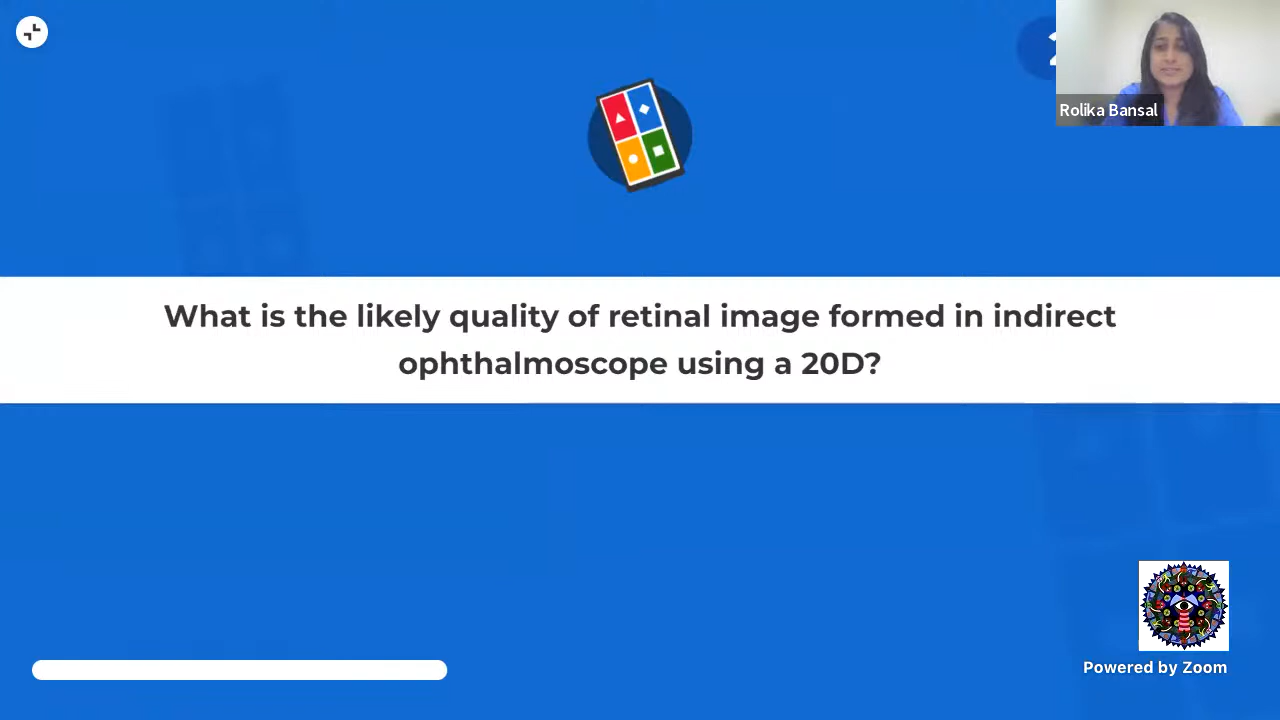 Rolika Bansal
What is the likely quality of retinal image formed in indirect
ophthalmoscope using a 20D?
Powered by Zoom